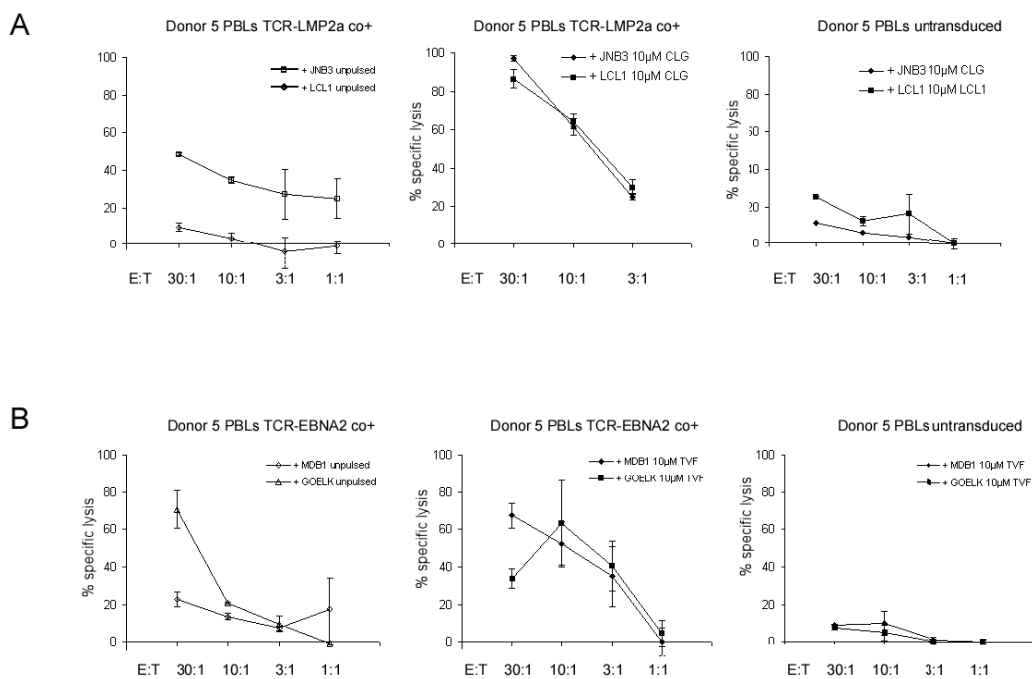 A
Donor 5 PBLs TCR-LMP2a co+
+ JNB3 unpulsed
+ LCL1 unpulsed
100
80
60
40
20
0
E:T 30:1 10:1 3:1 1:1
Donor 5 PBLs TCR-LMP2a co+
+ JNB3 10µM CLG
+ LCL1 10µM CLG
% specific lysis
100
80
60
40
20
0
E:T 30:1 10:1 3:1
Donor 5 PBLs untransduced
+ JNB3 10µM CLG
+ LCL1 10µM LCL1
% specific lysis
100
80
60
40
20
0
E:T 30:1 10:1 3:1 1:1
B
Donor 5 PBLs TCR-EBNA2 co+
+ MDB1 unpulsed
+ GOELK unpulsed
% specific lysis
100
80
60
40
20
0
E:T 30:1 10:1 3:1 1:1
Donor 5 PBLs TCR-EBNA2 co+
+ MDB1 10µM TVF
+ GOELK 10µM TVF
% specific lysis
100
80
60
40
20
0
E:T 30:1 10:1 3:1 1:1
Donor 5 PBLs untransduced
+ MDB1 10µM TVF
+ GOELK 10µM TVF
% specific lysis
100
80
60
40
20
0
E:T 30:1 10:1 3:1 1:1